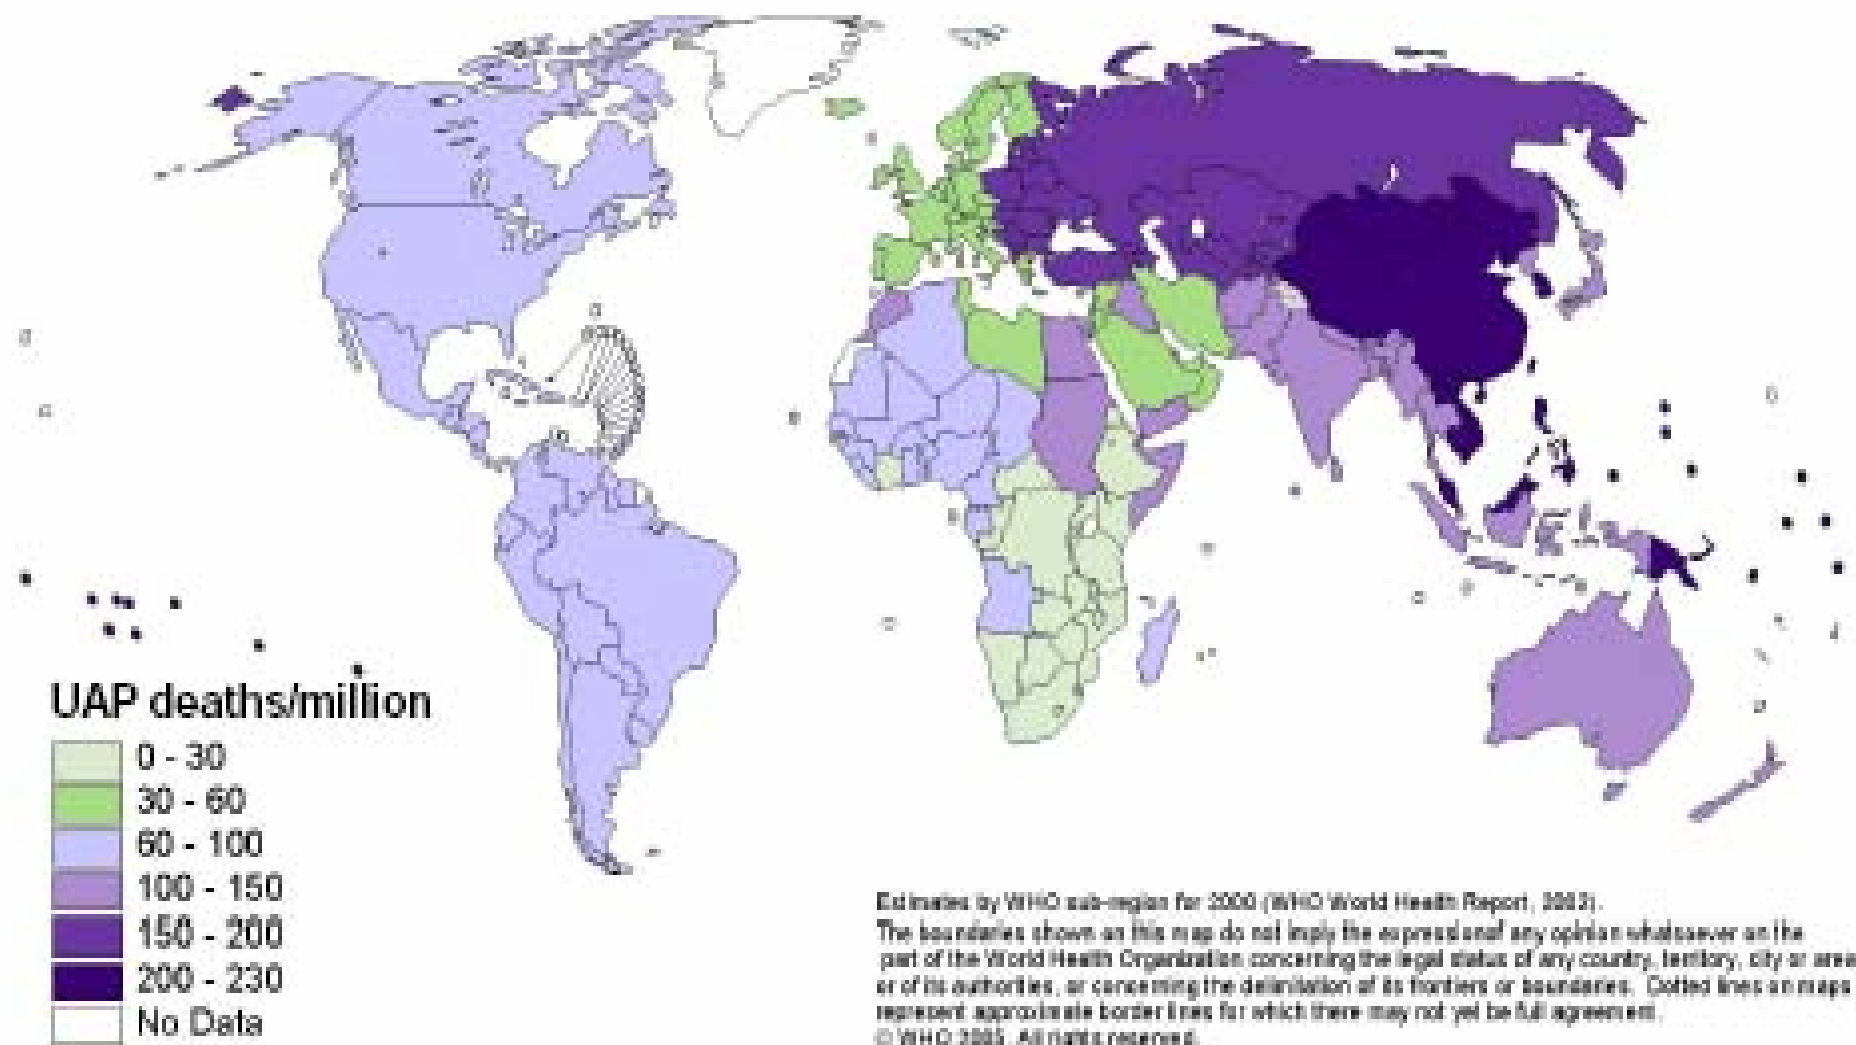 UAP deaths/million
0 - 30
30 - 60
60 - 100
100 - 150
150 - 200
200 - 230
No Data
Estimates by WHO sub-region for 2000 (WHO World Health Report, 2002).
The boundaries shown on this map do not imply the expression of any opinion whatsoever on the
part of the World Health Organization concerning the legal status of any country, territory, city or area
or of its authorities, or concerning the delimitation of its frontiers or boundaries. Dotted lines on maps
represent approximate border lines for which there may not yet be full agreement.
© WHO 2005. All rights reserved.